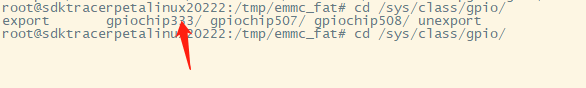 root@sdktracerpetalinux20222:/tmp/emmc_fat# cd /sys/class/gpio/
export gpiochip333/ gpiochip507/ gpiochip508/ unexport
root@sdktracerpetalinux20222:/tmp/emmc_fat# cd /sys/class/gpio/